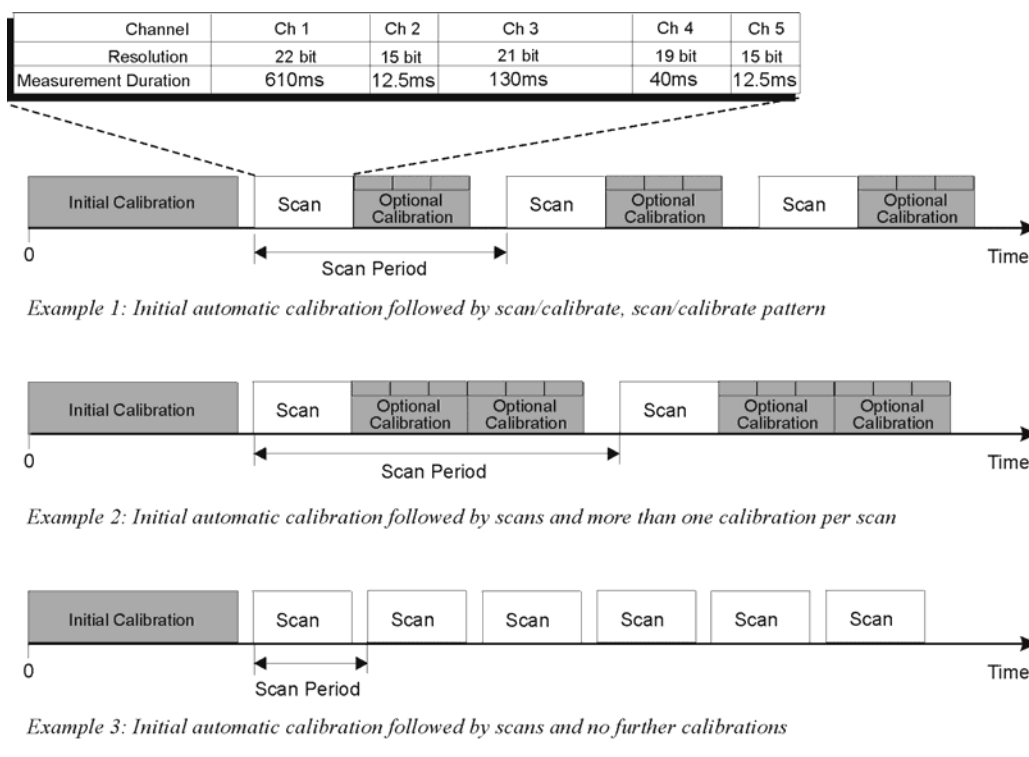 Channel Ch 1 Ch 2 Ch 3 Ch 4 Ch 5
Resolution 22 bit 15 bit 21 bit 19 bit 15 bit
Measurement Duration 610ms 12.5ms 130ms 40ms 12.5ms
Initial Calibration Scan Optional Calibration Scan Optional Calibration Scan Optional Calibration
0 Time
Scan Period
Example 1: Initial automatic calibration followed by scan/calibrate, scan/calibrate pattern
Initial Calibration Scan Optional Calibration Optional Calibration Scan Optional Calibration Optional Calibration
0 Time
Scan Period
Example 2: Initial automatic calibration followed by scans and more than one calibration per scan
Initial Calibration Scan Scan Scan Scan Scan Scan
0 Time
Scan Period
Example 3: Initial automatic calibration followed by scans and no further calibrations